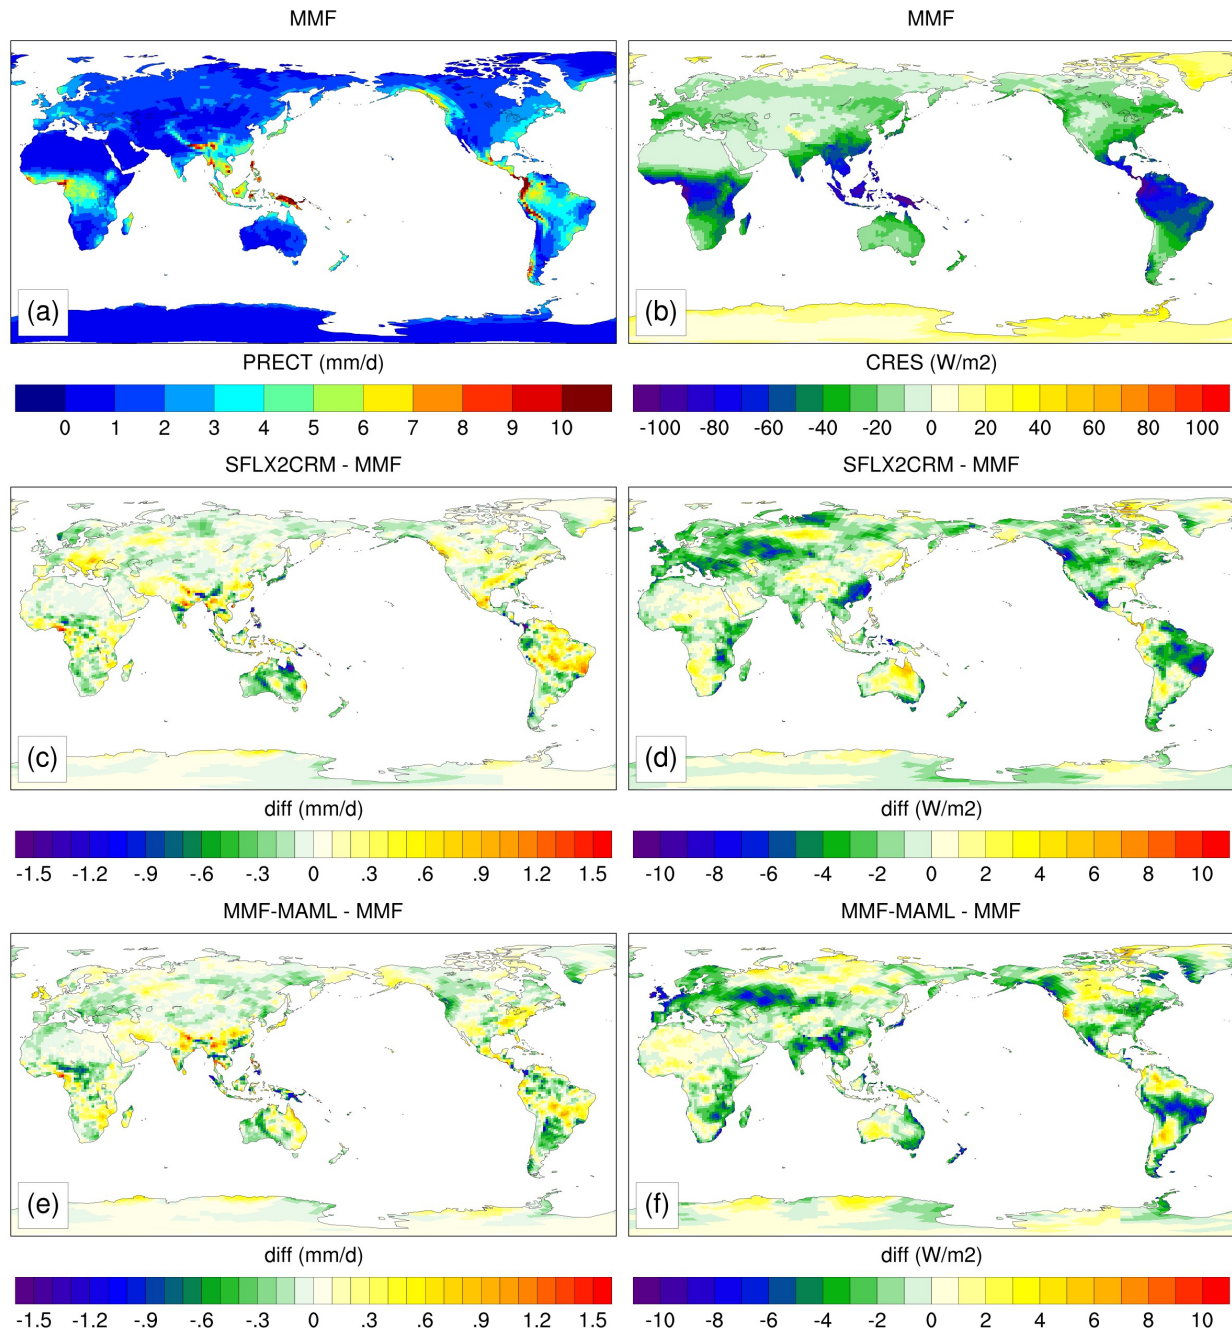 MMF
MMF
(a)
(b)
PRECT (mm/d)
CRES (W/m2)
0 1 2 3 4 5 6 7 8 9 10
-100 -80 -60 -40 -20 0 20 40 60 80 100
SFLX2CRM - MMF
SFLX2CRM - MMF
(c)
(d)
diff (mm/d)
diff (W/m2)
-1.5 -1.2 -.9 -.6 -.3 0 .3 .6 .9 1.2 1.5
-10 -8 -6 -4 -2 0 2 4 6 8 10
MMF-MAML - MMF
MMF-MAML - MMF
(e)
(f)
diff (mm/d)
diff (W/m2)
-1.5 -1.2 -.9 -.6 -.3 0 .3 .6 .9 1.2 1.5
-10 -8 -6 -4 -2 0 2 4 6 8 10